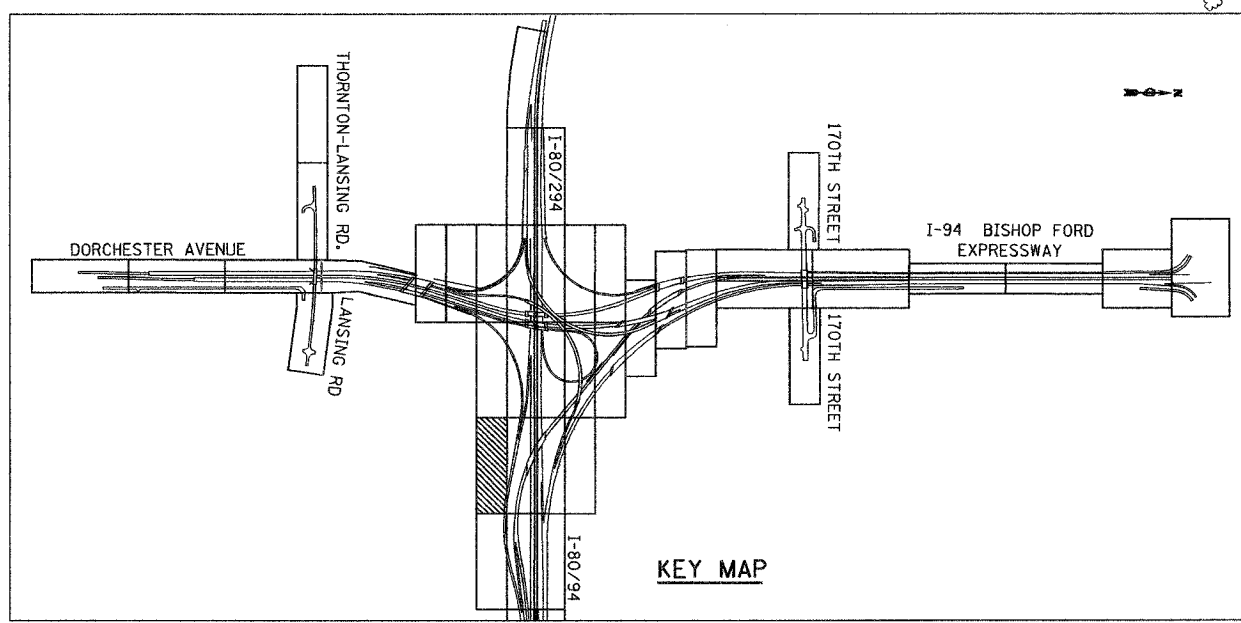 N
THORNTON-LANSING RD.
I-80/294
170TH STREET
I-94 BISHOP FORD
EXPRESSWAY
DORCHESTER AVENUE
LANSING RD
170TH STREET
I-80/94
KEY MAP